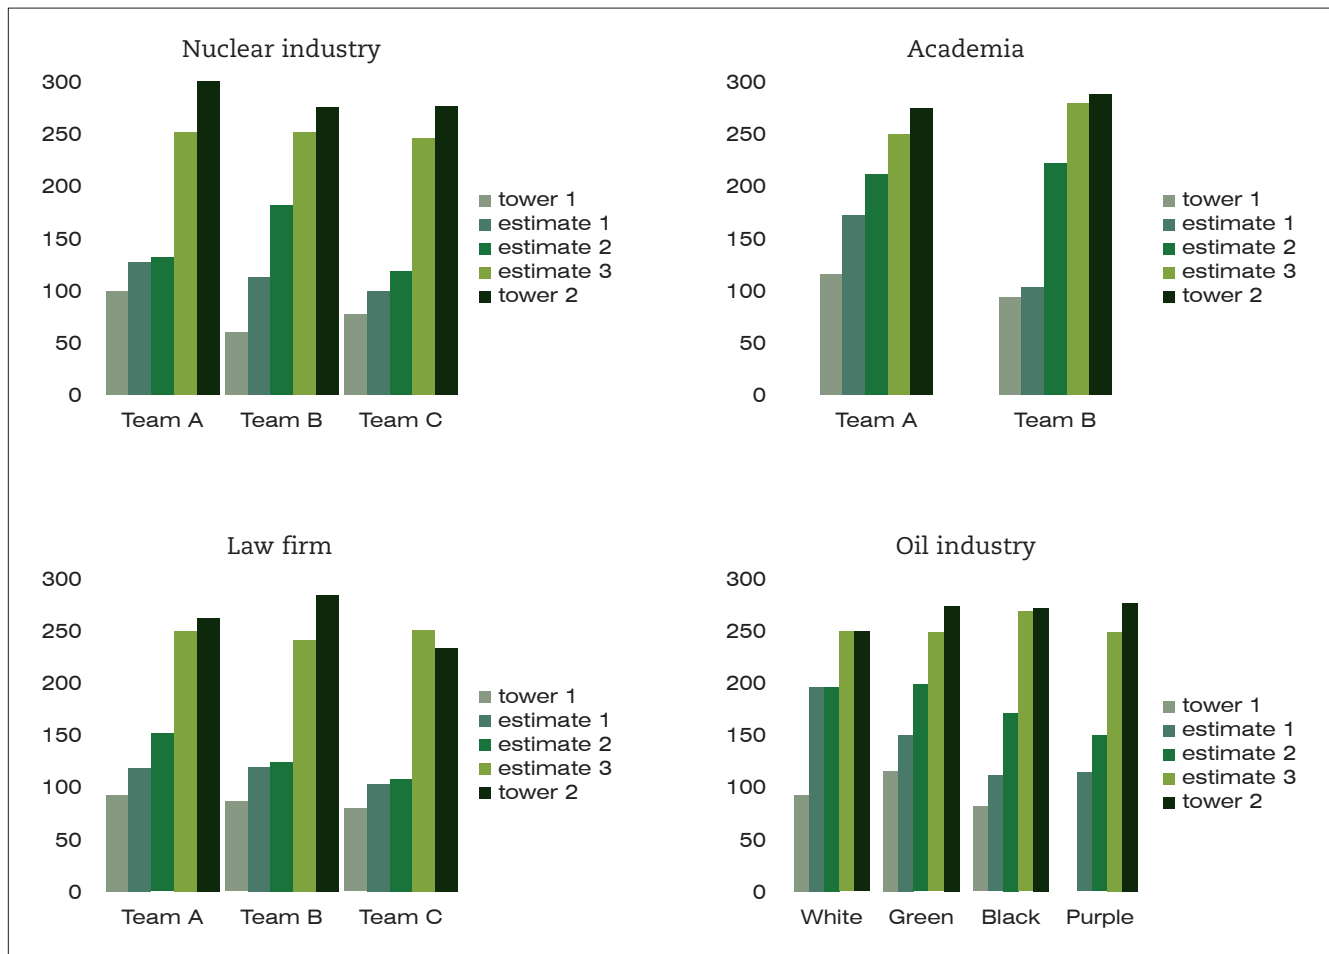 Nuclear industry
300
250
200
150
100
50
0
Team A Team B Team C
tower 1
estimate 1
estimate 2
estimate 3
tower 2
Academia
300
250
200
150
100
50
0
Team A Team B
tower 1
estimate 1
estimate 2
estimate 3
tower 2
Law firm
300
250
200
150
100
50
0
Team A Team B Team C
tower 1
estimate 1
estimate 2
estimate 3
tower 2
Oil industry
300
250
200
150
100
50
0
White Green Black Purple
tower 1
estimate 1
estimate 2
estimate 3
tower 2